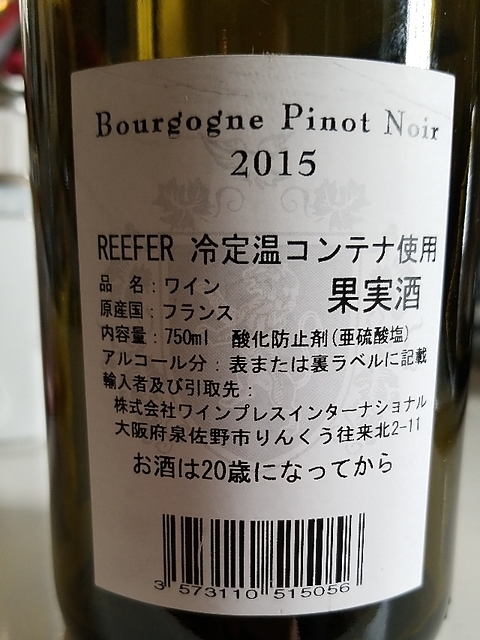 Bourgogne Pinot Noir
2015
REEFER 冷定温コンテナ使用
品 名:ワイン
果実酒
原産国:フランス
内容量:750ml 酸化防止剤(亜硫酸塩)
アルコール分:表または裏ラベルに記載
輸入者及び引取先:
株式会社ワインプレスインターナショナル
大阪府泉佐野市りんくう往来北2-11
お酒は20歳になってから
3 573110 515056